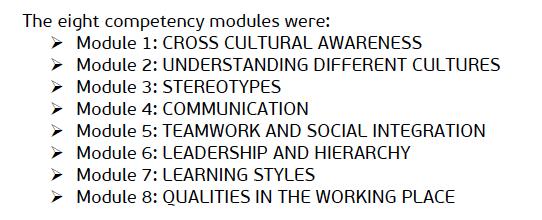 The eight competency modules were:
➢ Module 1: CROSS CULTURAL AWARENESS
➢ Module 2: UNDERSTANDING DIFFERENT CULTURES
➢ Module 3: STEREOTYPES
➢ Module 4: COMMUNICATION
➢ Module 5: TEAMWORK AND SOCIAL INTEGRATION
➢ Module 6: LEADERSHIP AND HIERARCHY
➢ Module 7: LEARNING STYLES
➢ Module 8: QUALITIES IN THE WORKING PLACE